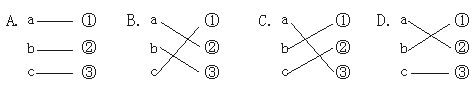 A. a ① B. a ① C. a ① D. a ①
b ② b ② b ② b ②
c ③ c ③ c ③ c ③